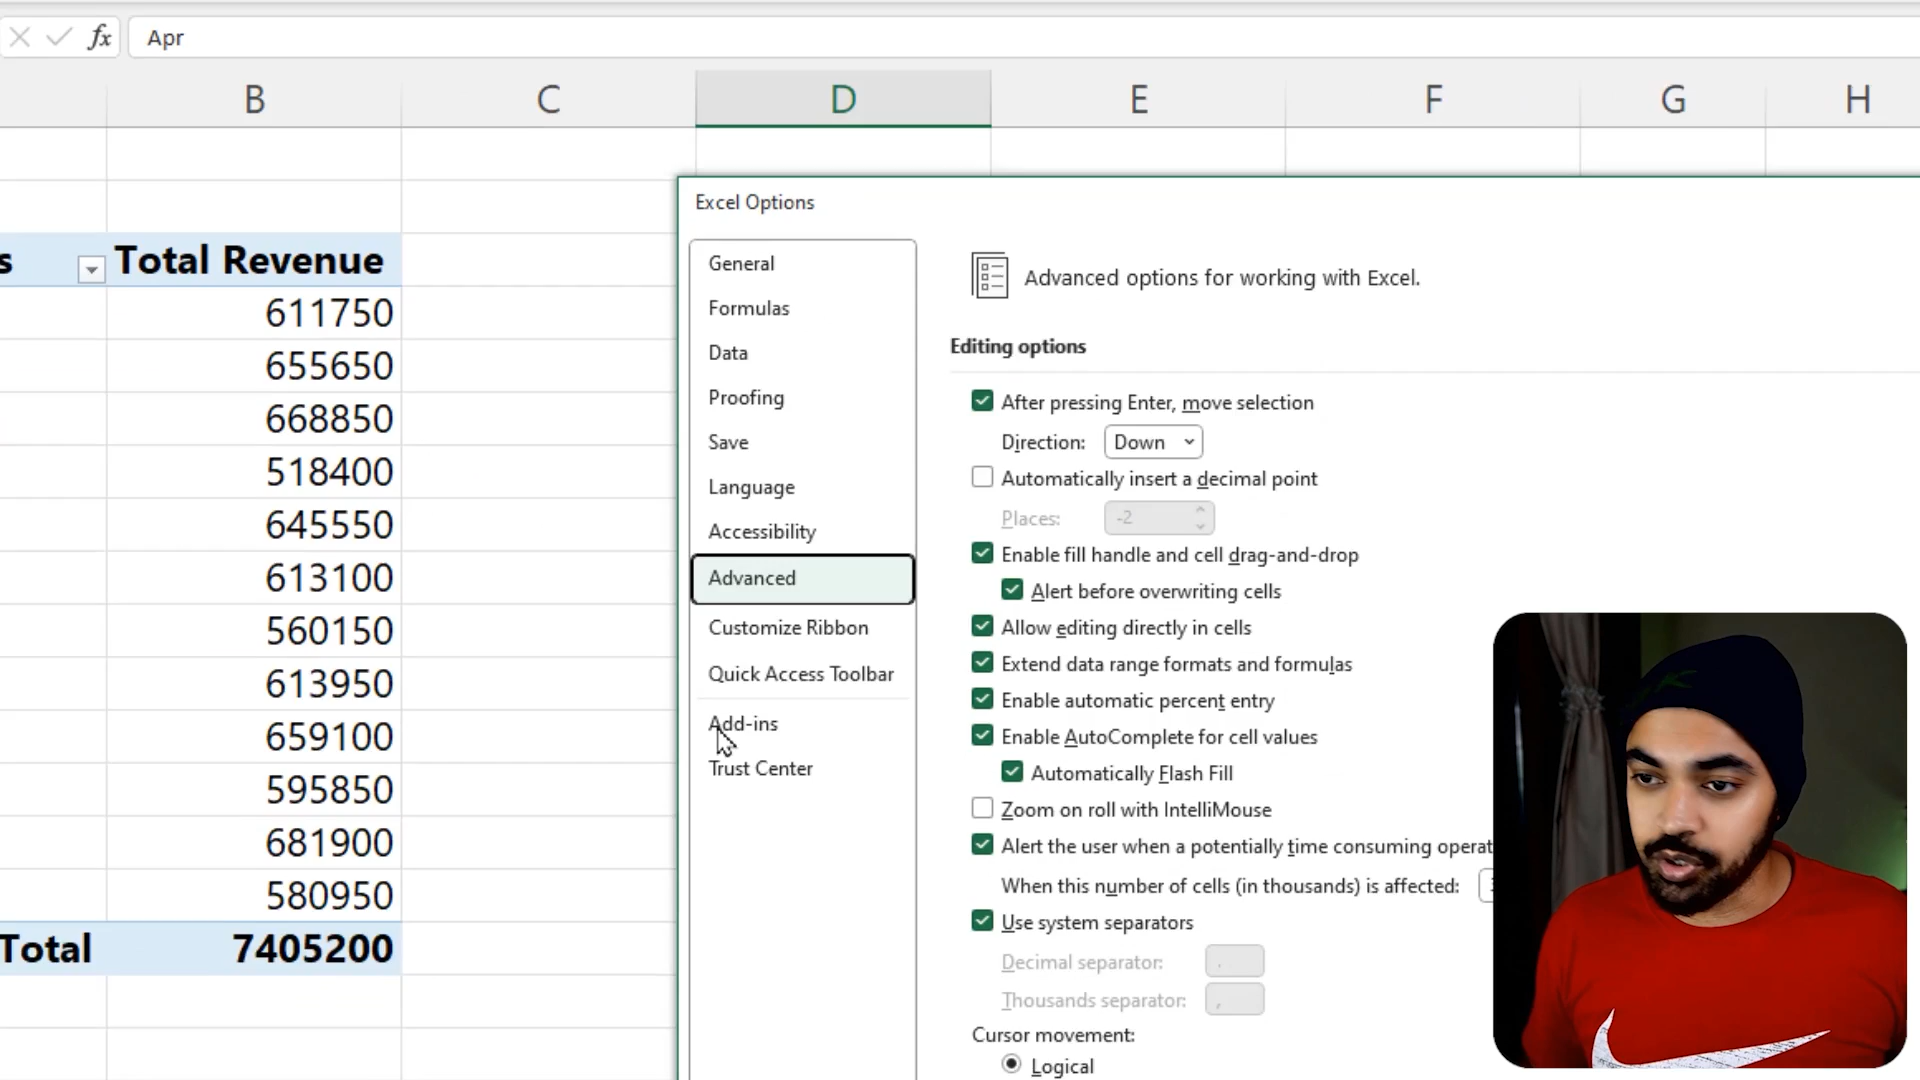 fx Apr
B C D E F G H
Excel Options
s Total Revenue
611750
655650
668850
518400
645550
613100
560150
613950
659100
595850
681900
580950
Total 7405200
General
Formulas
Data
Proofing
Save
Language
Accessibility
Advanced
Customize Ribbon
Quick Access Toolbar
Add-ins
Trust Center
Advanced options for working with Excel.
Editing options
After pressing Enter, move selection
Direction: Down
Automatically insert a decimal point
Places: -2
Enable fill handle and cell drag-and-drop
Alert before overwriting cells
Allow editing directly in cells
Extend data range formats and formulas
Enable automatic percent entry
Enable AutoComplete for cell values
Automatically Flash Fill
Zoom on roll with IntelliMouse
Alert the user when a potentially time consuming operat
When this number of cells (in thousands) is affected:
Use system separators
Decimal separator: .
Thousands separator: ,
Cursor movement:
Logical